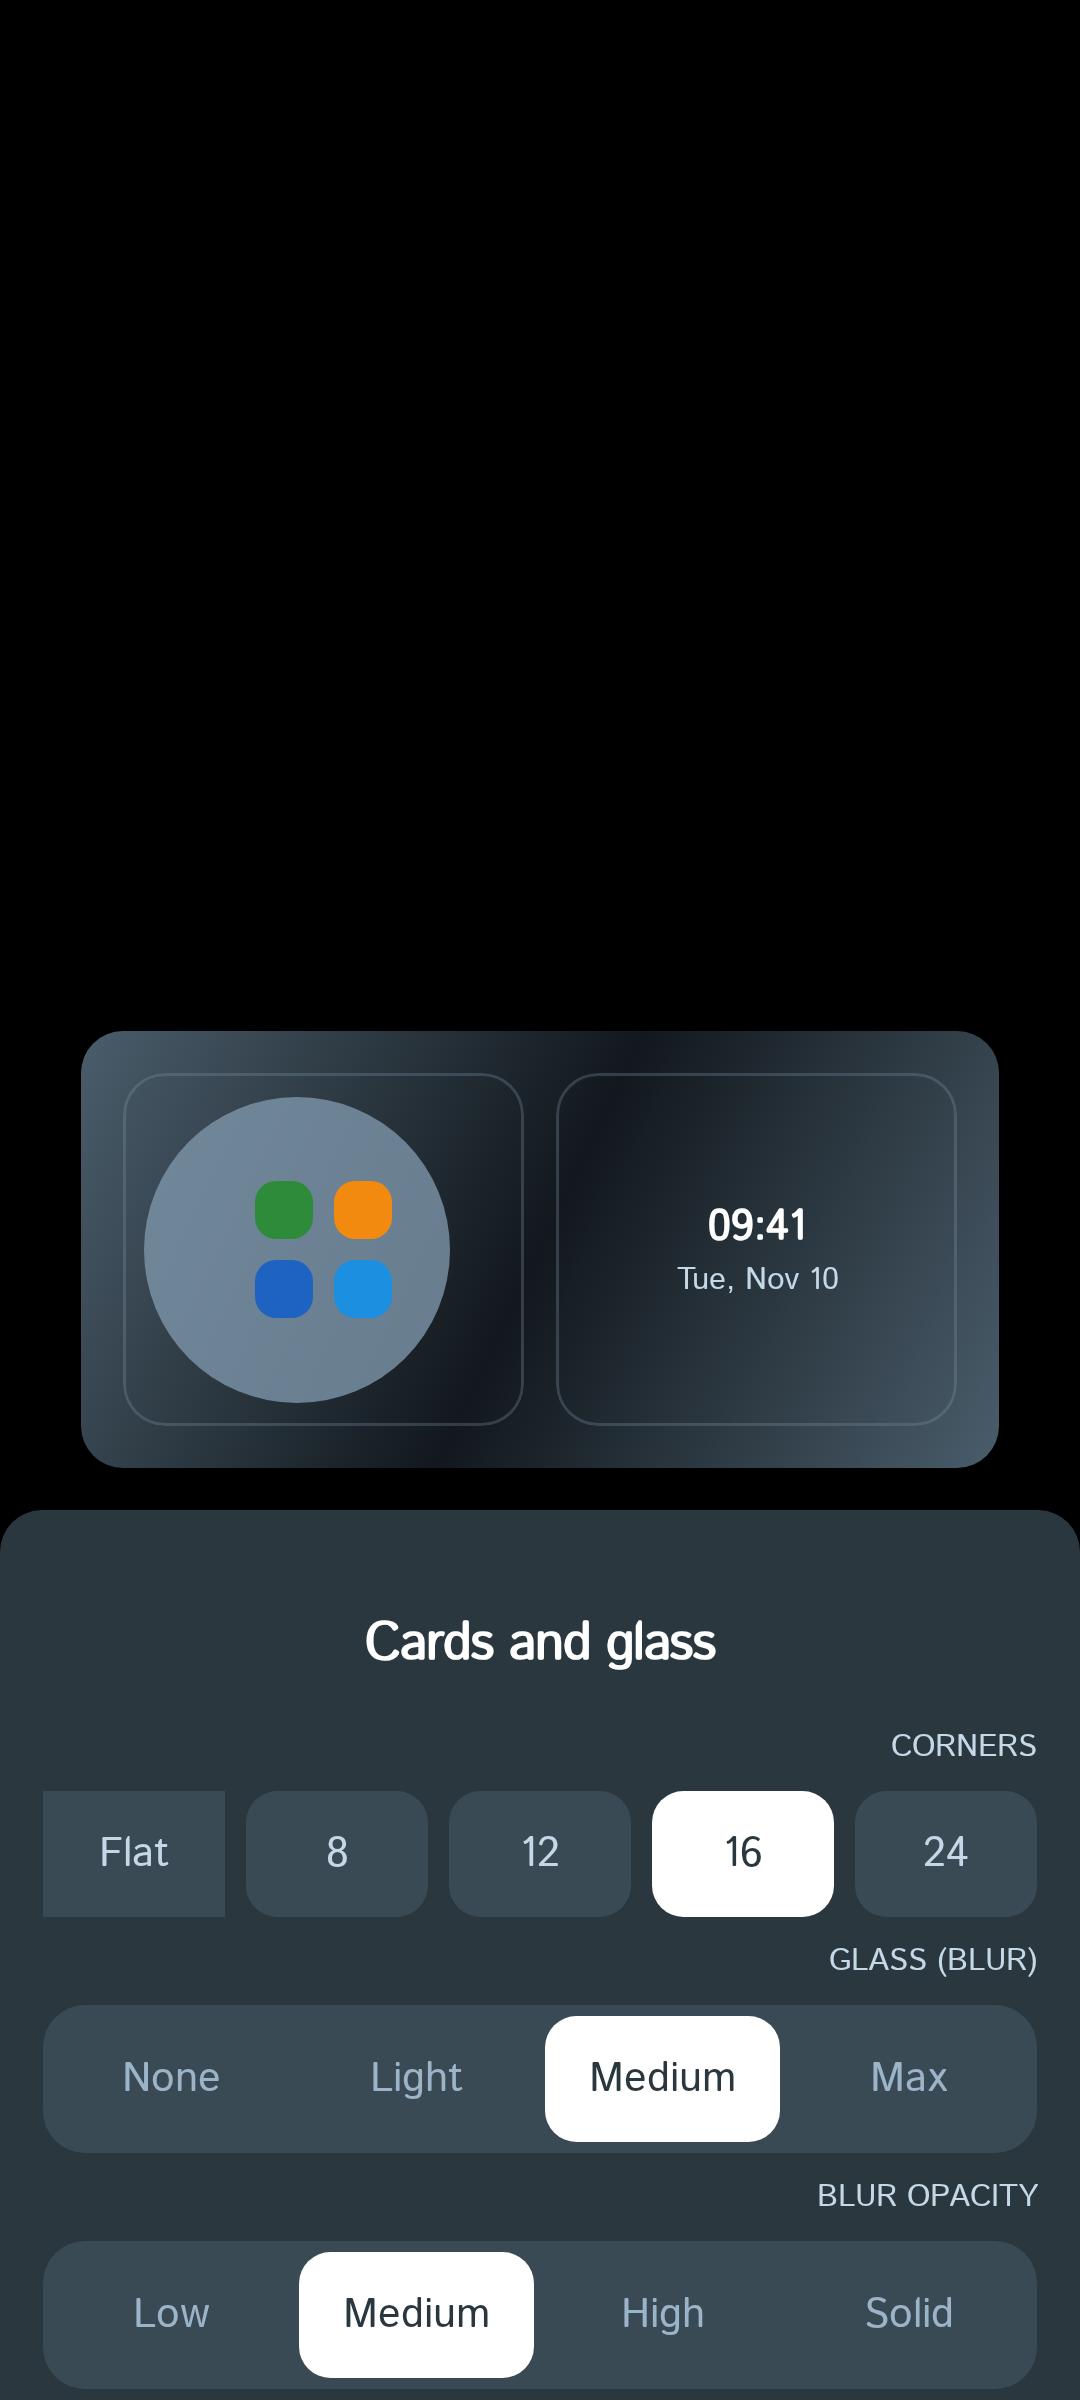 09:41
Tue, Nov 10
Cards and glass
CORNERS
Flat 8 12 16 24
GLASS (BLUR)
None Light Medium Max
BLUR OPACITY
Low Medium High Solid